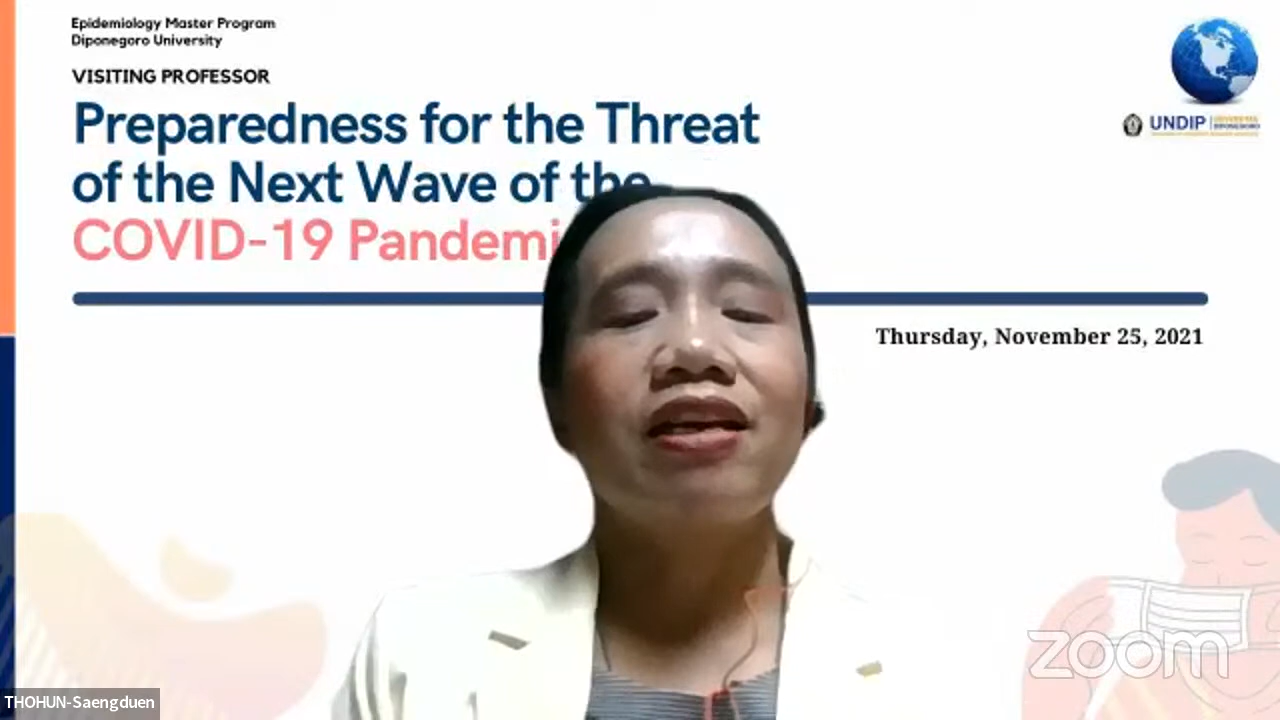 Epidemiology Master Program
Diponegoro University
VISITING PROFESSOR
Preparedness for the Threat
of the Next Wave of the
COVID-19 Pandemi
Thursday, November 25, 2021
UNDIP
zoom
THOHUN-Saengduen